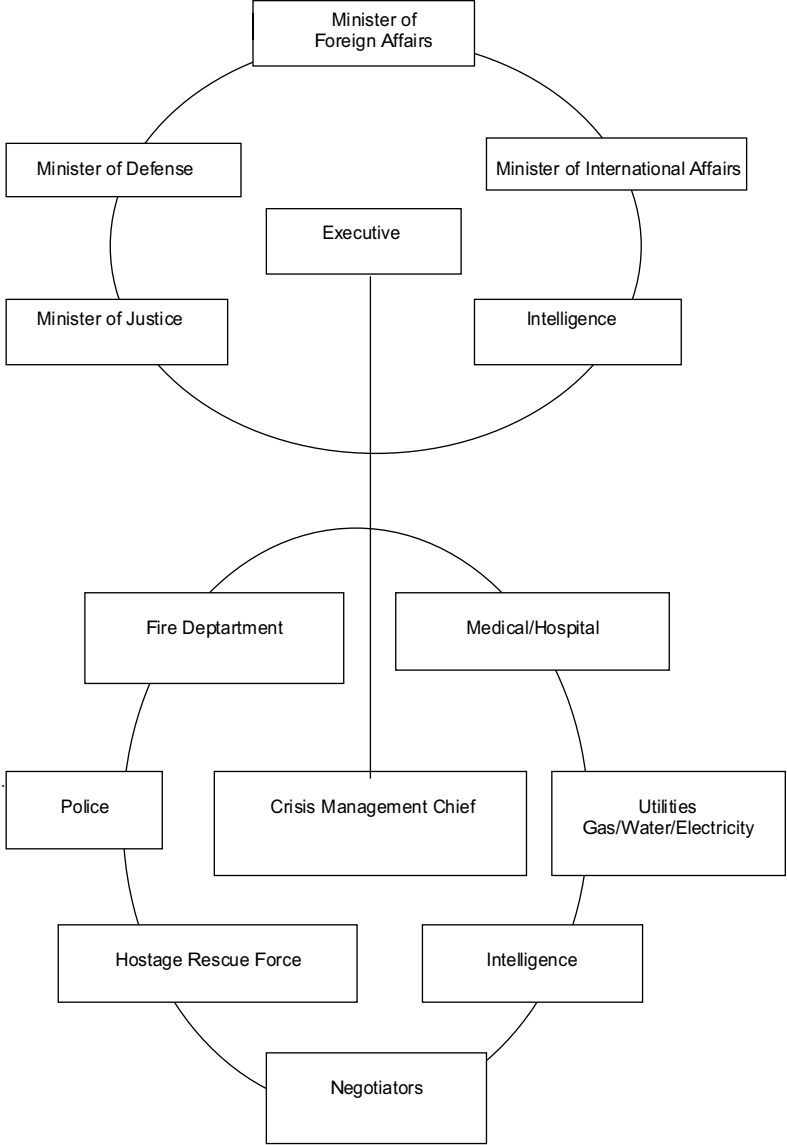 Minister of
Foreign Affairs
Minister of Defense
Minister of International Affairs
Executive
Minister of Justice
Intelligence
Fire Deptartment
Medical/Hospital
Police
Crisis Management Chief
Utilities
Gas/Water/Electricity
Hostage Rescue Force
Intelligence
Negotiators